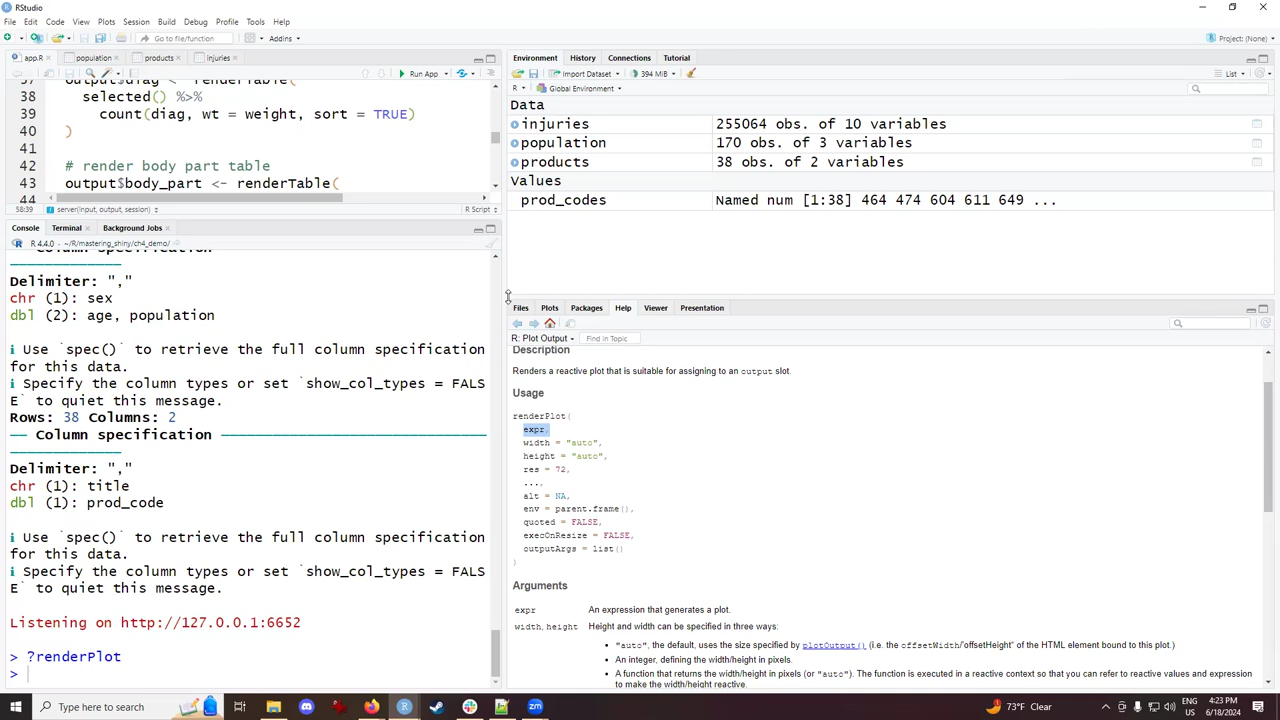 RStudio
File Edit Code View Plots Session Build Debug Profile Tools Help
Go to file/function
Addins
Project: (None)
app.R
population
products
injuries
Run App
37 output$diag <- renderTable(
38 selected() %>%
39 count(diag, wt = weight, sort = TRUE)
40 )
41
42 # render body part table
43 output$body_part <- renderTable(
44
58:39 server(input, output, session)
R Script
Console Terminal Background Jobs
R 4.4.0 · ~/R/mastering_shiny/ch4_demo/
── Column specification
────────────
Delimiter: ","
chr (1): sex
dbl (2): age, population
ℹ Use `spec()` to retrieve the full column specification
for this data.
ℹ Specify the column types or set `show_col_types = FALS
E` to quiet this message.
Rows: 38 Columns: 2
── Column specification ─────────────────────────────
────────────
Delimiter: ","
chr (1): title
dbl (1): prod_code
ℹ Use `spec()` to retrieve the full column specification
for this data.
ℹ Specify the column types or set `show_col_types = FALS
E` to quiet this message.
Listening on http://127.0.0.1:6652
> ?renderPlot
>
Environment History Connections Tutorial
Import Dataset
394 MiB
List
R
Global Environment
Data
injuries 255064 obs. of 10 variables
population 170 obs. of 3 variables
products 38 obs. of 2 variables
Values
prod_codes Named num [1:38] 464 474 604 611 649 ...
Files Plots Packages Help Viewer Presentation
R: Plot Output
Find in Topic
Description
Renders a reactive plot that is suitable for assigning to an output slot.
Usage
renderPlot(
expr,
width = "auto",
height = "auto",
res = 72,
...,
alt = NA,
env = parent.frame(),
quoted = FALSE,
execOnResize = FALSE,
outputArgs = list()
)
Arguments
expr An expression that generates a plot.
width, height Height and width can be specified in three ways:
• "auto", the default, uses the size specified by plotOutput() (i.e. the offsetWidth/`offsetHeight` of the HTML element bound to this plot.)
• An integer, defining the width/height in pixels.
• A function that returns the width/height in pixels (or "auto"). The function is executed in a reactive context so that you can refer to reactive values and expression
to make the width/height reactive.
Type here to search
73°F Clear
ENG
US
4:23 PM
6/18/2024